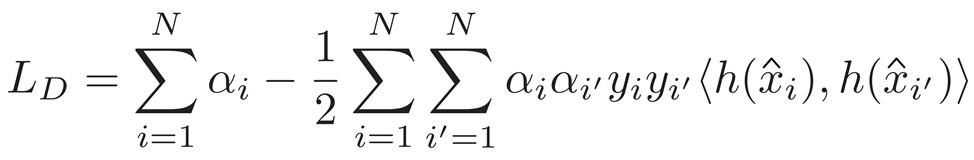 $L_D = \sum_{i=1}^{N} \alpha_i - \frac{1}{2} \sum_{i=1}^{N} \sum_{i'=1}^{N} \alpha_i \alpha_{i'} y_i y_{i'} \langle h(\hat{x}_i), h(\hat{x}_{i'}) \rangle$